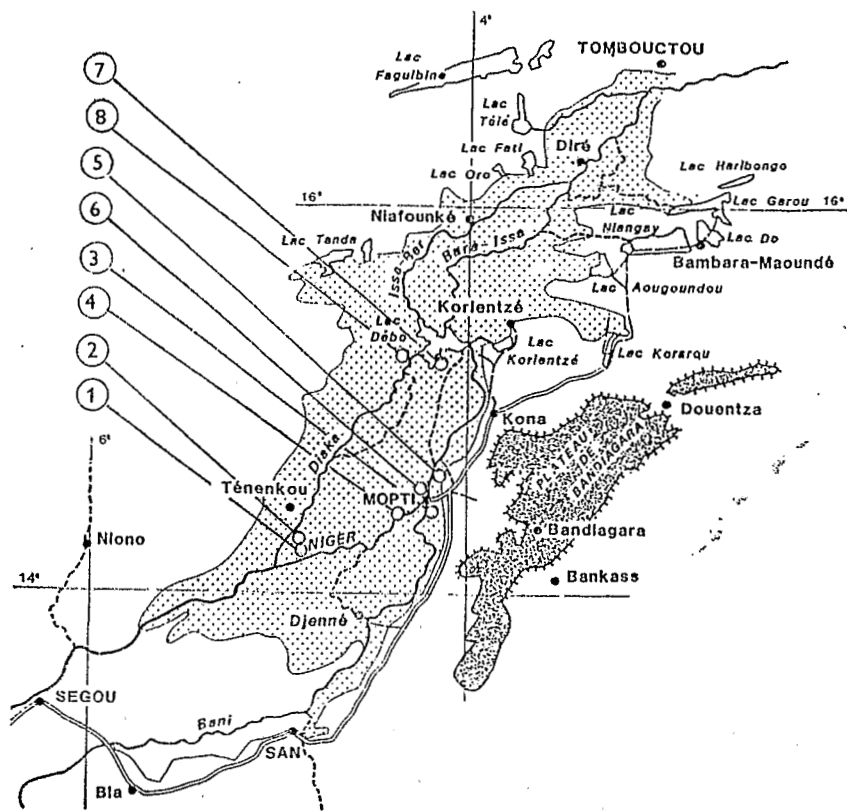 4°
TOMBOUCTOU
Lac
Faguibine
Lac
Télé
Lac Fati
Diré
Lac Oro
Lac Haribongo
16°
Lac Garou
16°
Niafounké
Lac
Niangay
Lac Do
Bambara-Maoundé
Lac Tanda
Issa-Ber
Bara-Issa
Lac
Aougoundou
Korientzé
Lac
Débo
Lac
Korientzé
Lac Korarou
7
8
5
6
3
4
2
1
6°
Kona
Douentza
PLATEAU
DE
BANDIAGARA
Diaka
Ténenkou
MOPTI
Niono
NIGER
Bandiagara
Bankass
14°
Djenné
SEGOU
Bani
SAN
Bla